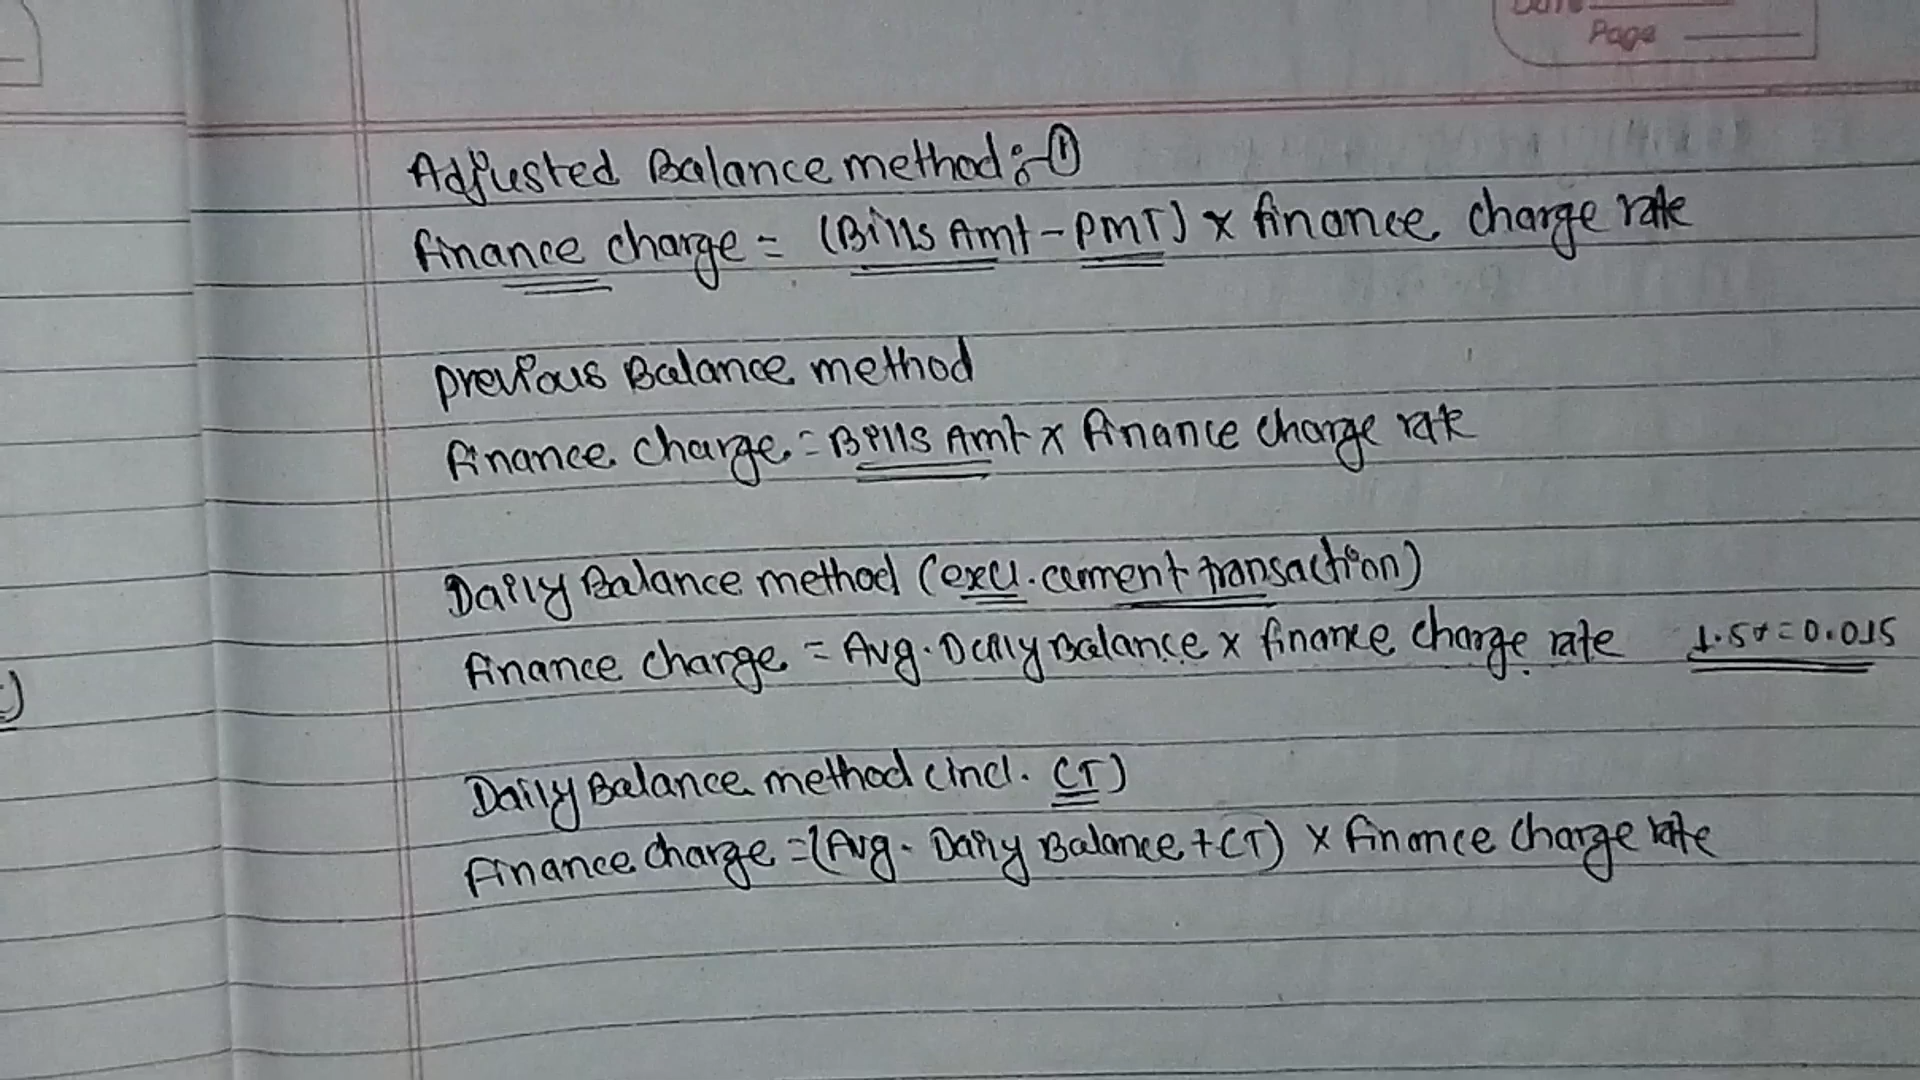 Date
Page
Adjusted Balance method :- ①
finance charge = (Bills Amt - PMT) x finance charge rate
previous Balance method
finance charge = Bills Amt x finance charge rate
Daily Balance method (excl. current transaction)
finance charge = Avg. Daily Balance x finance charge rate 1.5% = 0.015
Daily Balance method (incl. CT)
finance charge = (Avg. Daily Balance + CT) x finance charge rate